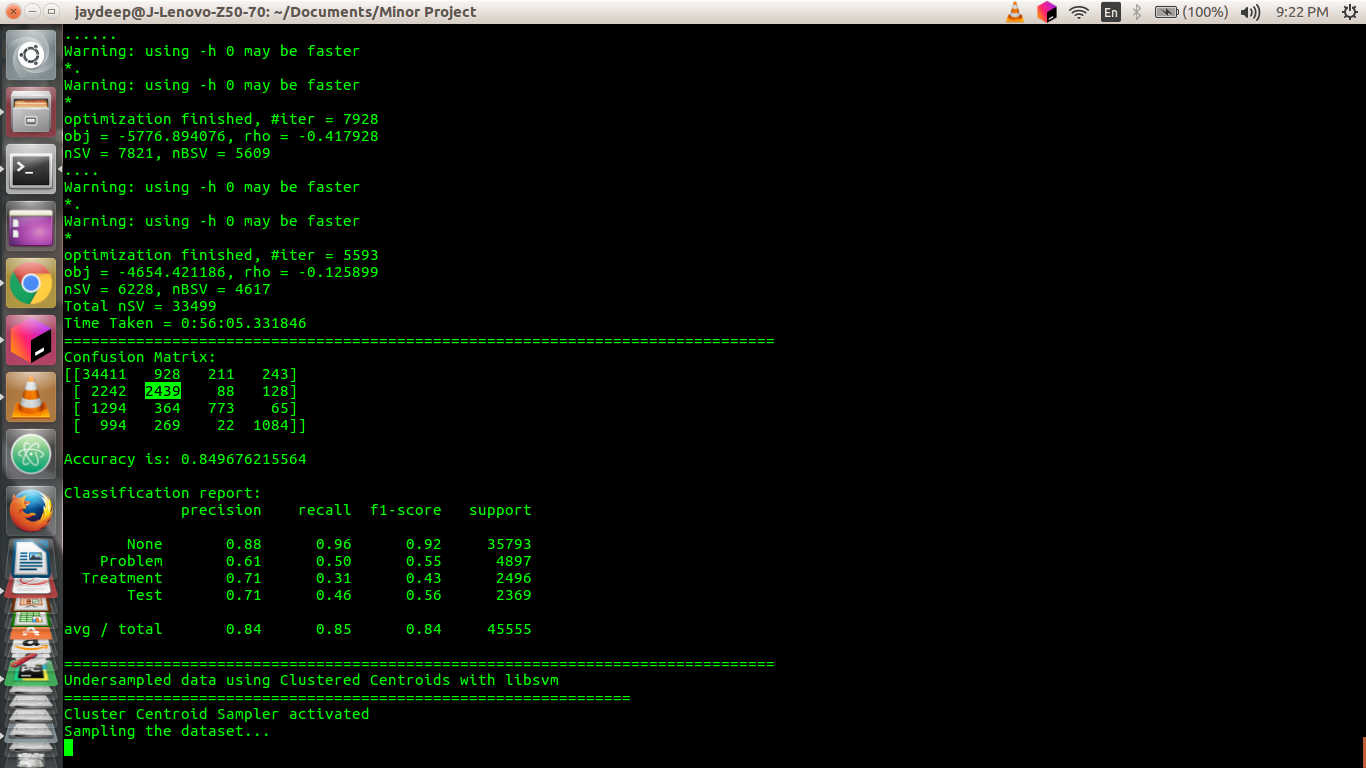 jaydeep@J-Lenovo-Z50-70: ~/Documents/Minor Project
En
(100%)
9:22 PM
......
Warning: using -h 0 may be faster
*.
Warning: using -h 0 may be faster
*
optimization finished, #iter = 7928
obj = -5776.894076, rho = -0.417928
nSV = 7821, nBSV = 5609
....
Warning: using -h 0 may be faster
*.
Warning: using -h 0 may be faster
*
optimization finished, #iter = 5593
obj = -4654.421186, rho = -0.125899
nSV = 6228, nBSV = 4617
Total nSV = 33499
Time Taken = 0:56:05.331846
===============================================================================
Confusion Matrix:
[[34411   928   211   243]
 [ 2242  2439    88   128]
 [ 1294   364   773    65]
 [  994   269    22  1084]]
Accuracy is: 0.849676215564
Classification report:
             precision    recall  f1-score   support
       None       0.88      0.96      0.92     35793
    Problem       0.61      0.50      0.55      4897
  Treatment       0.71      0.31      0.43      2496
       Test       0.71      0.46      0.56      2369
avg / total       0.84      0.85      0.84     45555
===============================================================================
Undersampled data using Clustered Centroids with libsvm
===============================================================
Cluster Centroid Sampler activated
Sampling the dataset...